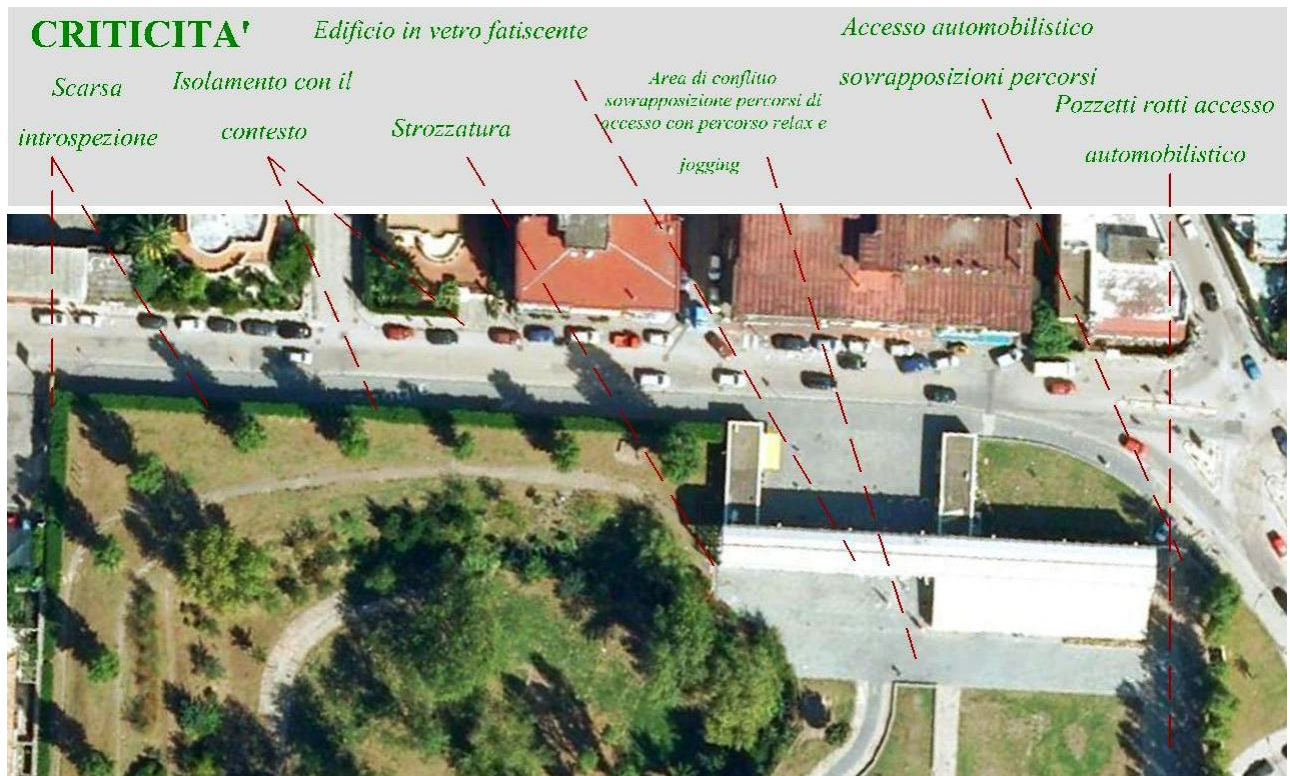 CRITICITA'
Scarsa
introspezione
Isolamento con il
contesto
Edificio in vetro fatiscente
Strozzatura
Area di conflitto
sovrapposizione percorsi di
accesso con percorso relax e
jogging
Accesso automobilistico
sovrapposizioni percorsi
Pozzetti rotti accesso
automobilistico